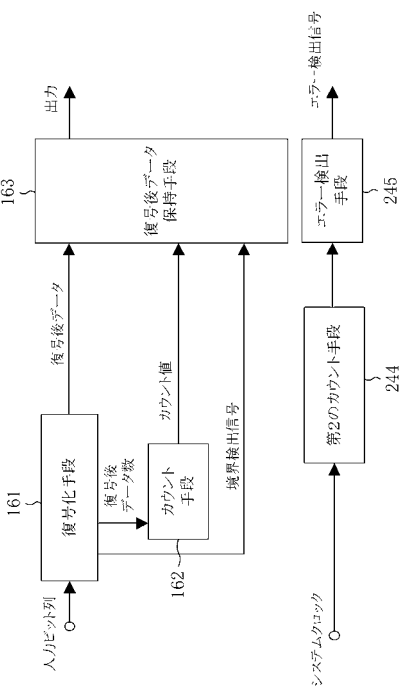 入力ビット列
161
復号化手段
復号後データ
復号後
データ数
162
カウント
手段
カウント値
境界検出信号
163
復号後データ
保持手段
出力
システムクロック
第2のカウント手段
244
エラー検出
手段
245
エラー検出信号